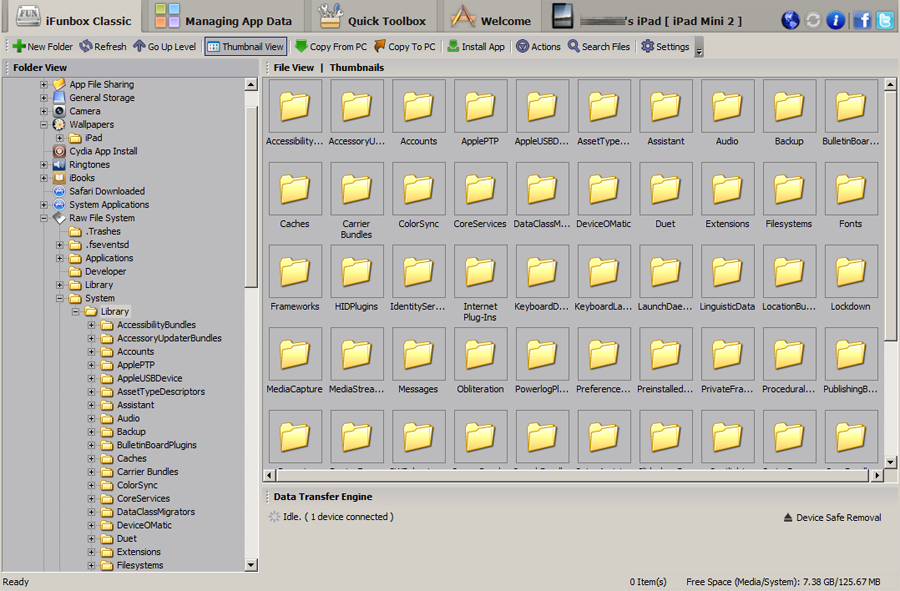 FUN iFunbox Classic Managing App Data Quick Toolbox Welcome 's iPad [ iPad Mini 2 ]
New Folder Refresh Go Up Level Thumbnail View Copy From PC Copy To PC Install App Actions Search Files Settings
Folder View
App File Sharing
General Storage
Camera
Wallpapers
iPad
Cydia App Install
Ringtones
iBooks
Safari Downloaded
System Applications
Raw File System
.Trashes
.fseventsd
Applications
Developer
Library
System
Library
AccessibilityBundles
AccessoryUpdaterBundles
Accounts
ApplePTP
AppleUSBDevice
AssetTypeDescriptors
Assistant
Audio
Backup
BulletinBoardPlugins
Caches
Carrier Bundles
ColorSync
CoreServices
DataClassMigrators
DeviceOMatic
Duet
Extensions
Filesystems
File View | Thumbnails
Accessibility... AccessoryU... Accounts ApplePTP AppleUSBD... AssetType... Assistant Audio Backup BulletinBoar...
Caches Carrier Bundles ColorSync CoreServices DataClassM... DeviceOMatic Duet Extensions Filesystems Fonts
Frameworks HIDPlugins IdentitySer... Internet Plug-Ins KeyboardD... KeyboardLa... LaunchDae... LinguisticData LocationBu... Lockdown
MediaCapture MediaStrea... Messages Obliteration PowerlogPl... Preference... Preinstalled... PrivateFra... Procedural... PublishingB...
Data Transfer Engine
Idle. ( 1 device connected ) Device Safe Removal
Ready 0 Item(s) Free Space (Media/System): 7.38 GB/125.67 MB